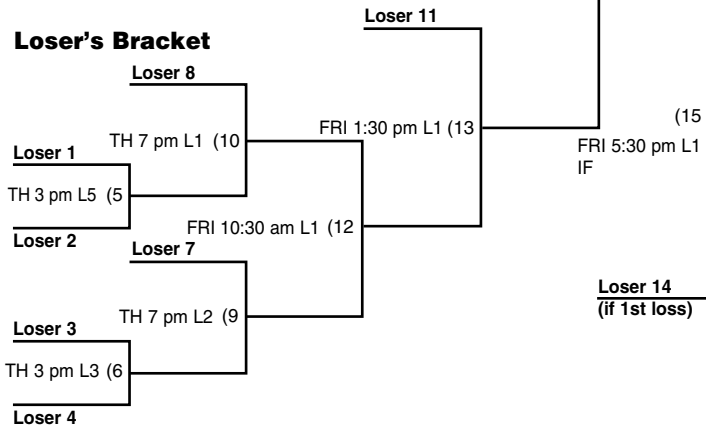 Loser 11
Loser's Bracket
Loser 8
(15
TH 7 pm L1 (10
FRI 1:30 pm L1 (13
FRI 5:30 pm L1
IF
Loser 1
TH 3 pm L5 (5
Loser 2
FRI 10:30 am L1 (12
Loser 7
Loser 14
(if 1st loss)
TH 7 pm L2 (9
Loser 3
TH 3 pm L3 (6
Loser 4